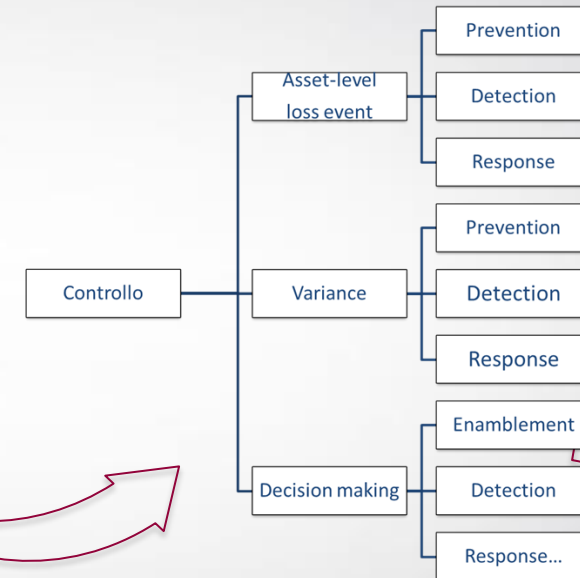 Prevention
Asset-level
loss event
Detection
Response
Prevention
Controllo
Variance
Detection
Response
Enamblement
Decision making
Detection
Response...